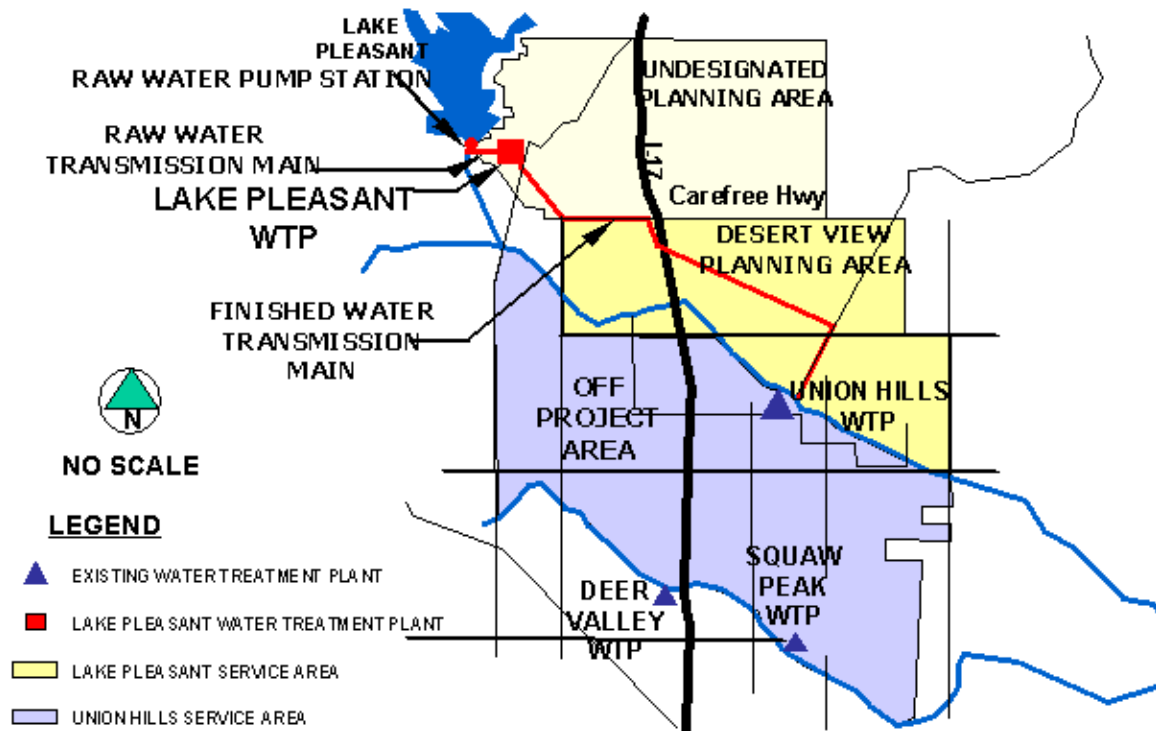 LAKE
PLEASANT
RAW WATER PUMP STATION
RAW WATER
TRANSMISSION MAIN
LAKE PLEASANT
WTP
UNDESIGNATED
PLANNING AREA
I-17
Carefree Hwy
DESERT VIEW
PLANNING AREA
FINISHED WATER
TRANSMISSION
MAIN
OFF
PROJECT
AREA
UNION HILLS
WTP
N
NO SCALE
LEGEND
EXISTING WATER TREATMENT PLANT
LAKE PLEASANT WATER TREATMENT PLANT
LAKE PLEASANT SERVICE AREA
UNION HILLS SERVICE AREA
DEER
VALLEY
WTP
SQUAW
PEAK
WTP